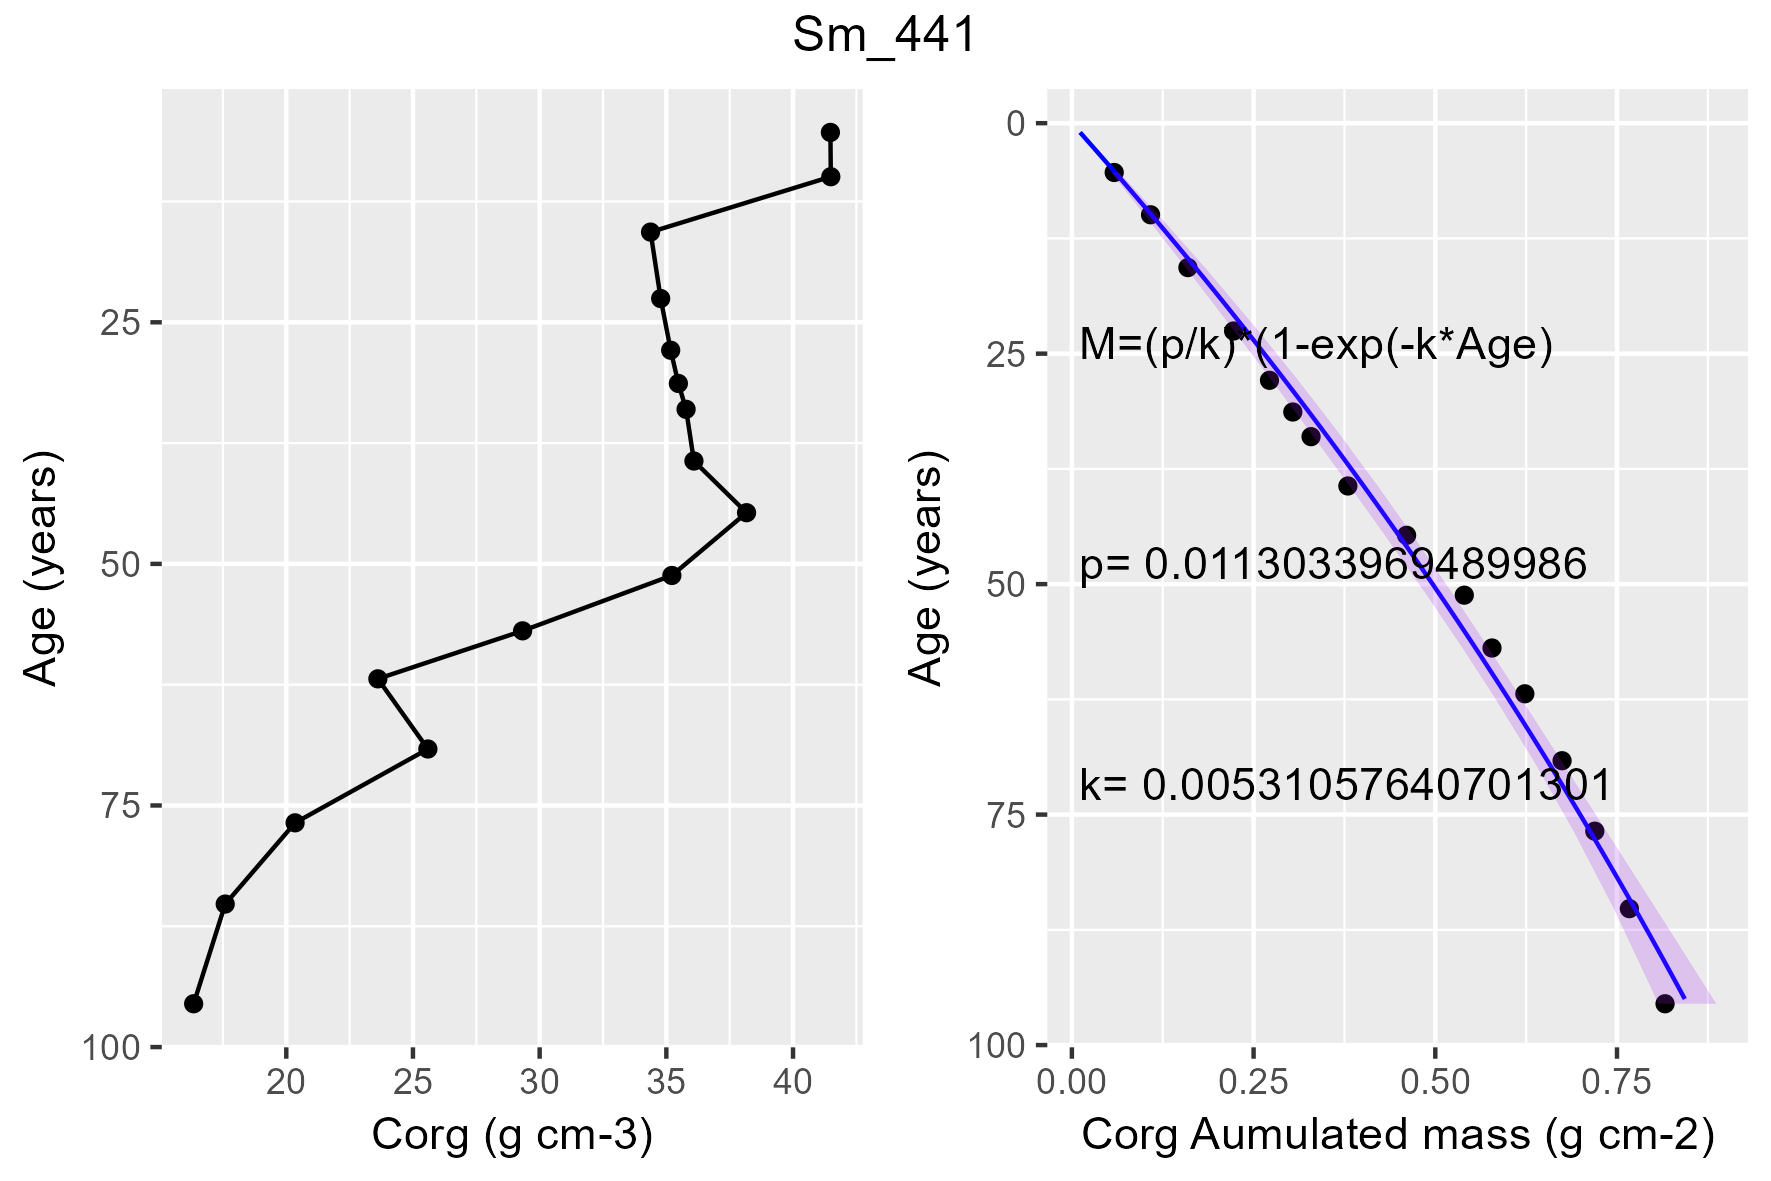 Sm_441
25
50
75
100
20 25 30 35 40
Age (years)
Corg (g cm-3)
0
25
50
75
100
0.00 0.25 0.50 0.75
Age (years)
Corg Aumulated mass (g cm-2)
M=(p/k)*(1-exp(-k*Age)
p= 0.0113033969489986
k= 0.00531057640701301